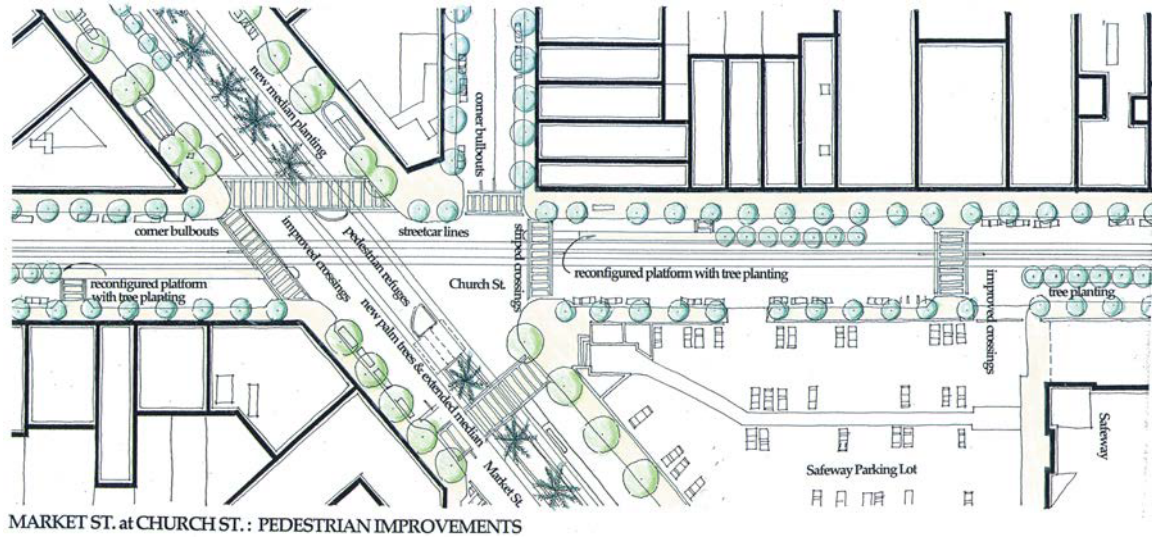 new median planting
corner bulbouts
corner bulbouts
streetcar lines
striped crossings
improved crossings
pedestrian refuges
Church St.
reconfigured platform with tree planting
reconfigured platform
with tree planting
improved crossings
tree planting
new palm trees & extended median
Market St.
Safeway Parking Lot
Safeway
MARKET ST. at CHURCH ST. : PEDESTRIAN IMPROVEMENTS